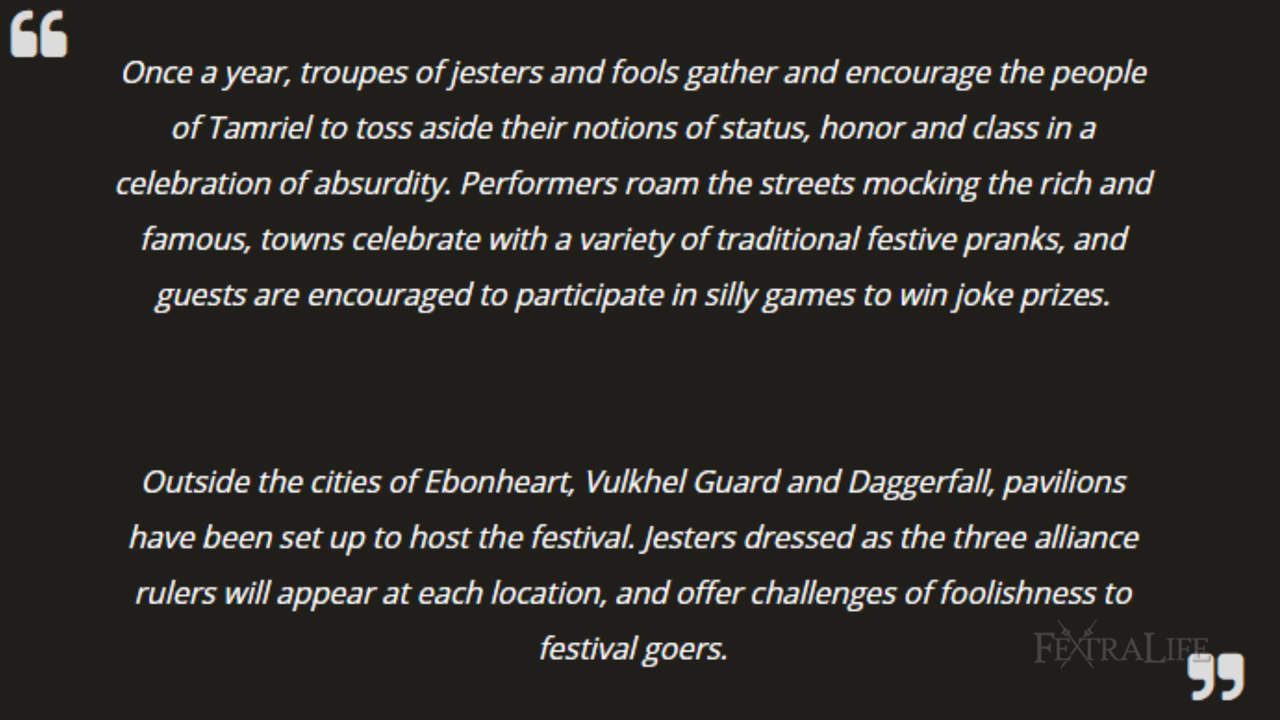 Once a year, troupes of jesters and fools gather and encourage the people
of Tamriel to toss aside their notions of status, honor and class in a
celebration of absurdity. Performers roam the streets mocking the rich and
famous, towns celebrate with a variety of traditional festive pranks, and
guests are encouraged to participate in silly games to win joke prizes.
Outside the cities of Ebonheart, Vulkhel Guard and Daggerfall, pavilions
have been set up to host the festival. Jesters dressed as the three alliance
rulers will appear at each location, and offer challenges of foolishness to
festival goers.
FEXTRALIFE